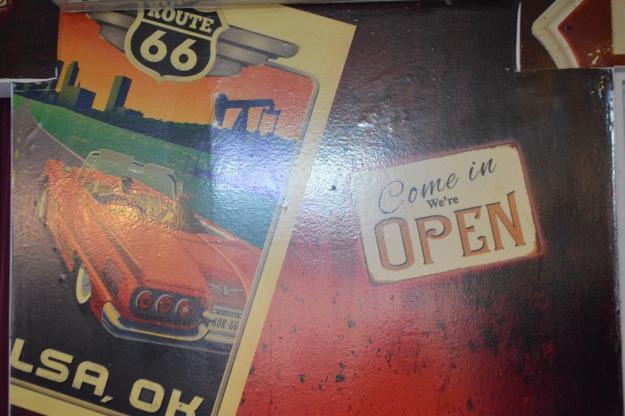 ROUTE
66
LSA, OK
Come in
We're
OPEN